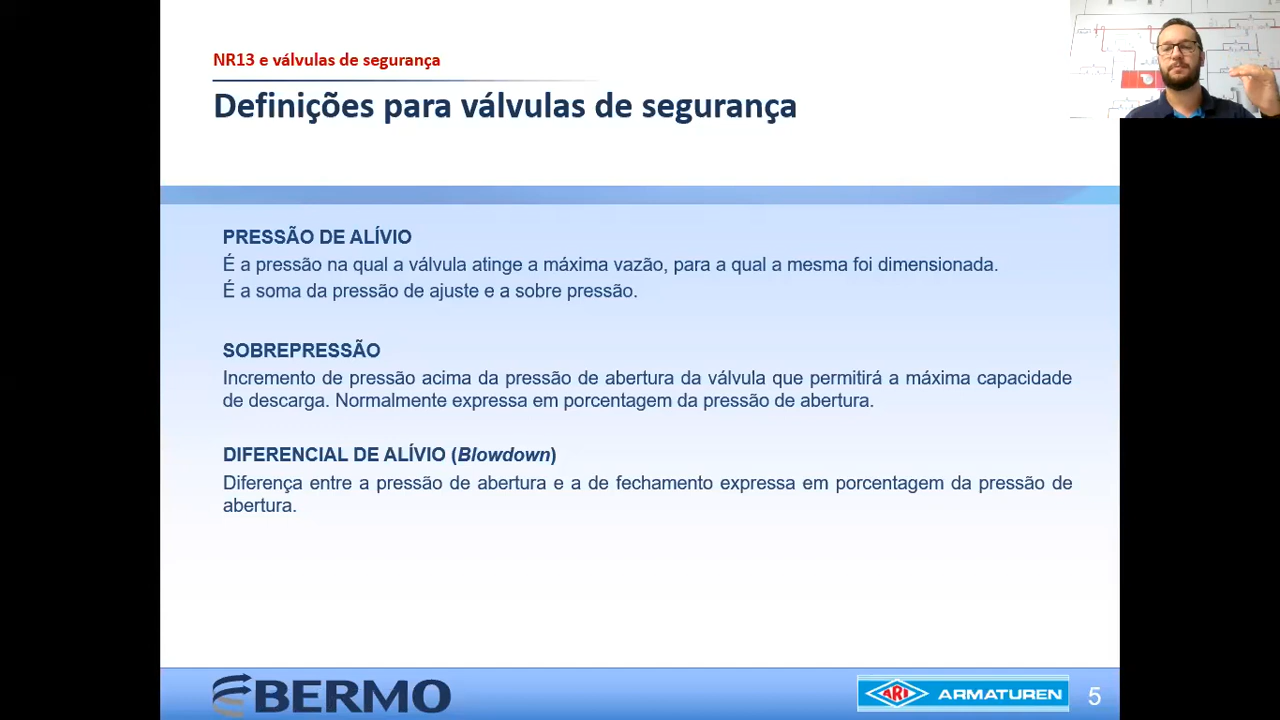 NR13 e válvulas de segurança
Definições para válvulas de segurança
PRESSÃO DE ALÍVIO
É a pressão na qual a válvula atinge a máxima vazão, para a qual a mesma foi dimensionada.
É a soma da pressão de ajuste e a sobre pressão.
SOBREPRESSÃO
Incremento de pressão acima da pressão de abertura da válvula que permitirá a máxima capacidade
de descarga. Normalmente expressa em porcentagem da pressão de abertura.
DIFERENCIAL DE ALÍVIO (Blowdown)
Diferença entre a pressão de abertura e a de fechamento expressa em porcentagem da pressão de
abertura.
BERMO
ARI ARMATUREN
5